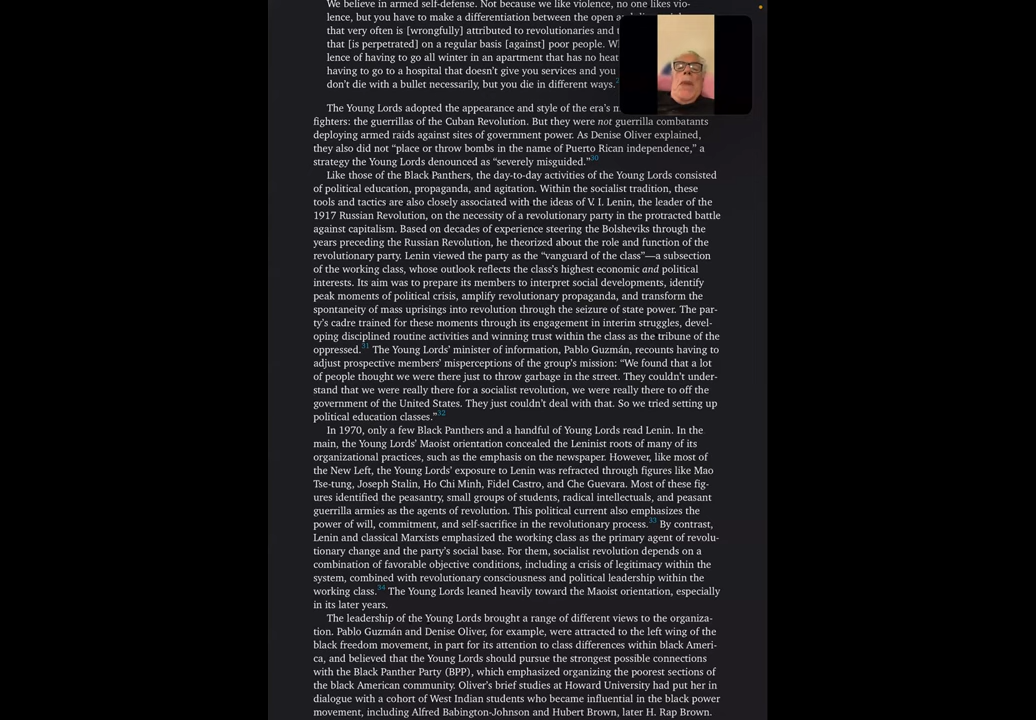 We believe in armed self-defense. Not because we like violence, no one likes vio-
lence, but you have to make a differentiation between the open
that very often is [wrongfully] attributed to revolutionaries and
that [is perpetrated] on a regular basis [against] poor people.
lence of having to go all winter in an apartment that has no heat
having to go to a hospital that doesn't give you services and you
don't die with a bullet necessarily, but you die in different ways.
The Young Lords adopted the appearance and style of the era's
fighters: the guerrillas of the Cuban Revolution. But they were not guerrilla combatants
deploying armed raids against sites of government power. As Denise Oliver explained,
they also did not “place or throw bombs in the name of Puerto Rican independence,” a
strategy the Young Lords denounced as “severely misguided.”30
Like those of the Black Panthers, the day-to-day activities of the Young Lords consisted
of political education, propaganda, and agitation. Within the socialist tradition, these
tools and tactics are also closely associated with the ideas of V. I. Lenin, the leader of the
1917 Russian Revolution, on the necessity of a revolutionary party in the protracted battle
against capitalism. Based on decades of experience steering the Bolsheviks through the
years preceding the Russian Revolution, he theorized about the role and function of the
revolutionary party. Lenin viewed the party as the “vanguard of the class”—a subsection
of the working class, whose outlook reflects the class's highest economic and political
interests. Its aim was to prepare its members to interpret social developments, identify
peak moments of political crisis, amplify revolutionary propaganda, and transform the
spontaneity of mass uprisings into revolution through the seizure of state power. The par-
ty's cadre trained for these moments through its engagement in interim struggles, devel-
oping disciplined routine activities and winning trust within the class as the tribune of the
oppressed.31 The Young Lords' minister of information, Pablo Guzmán, recounts having to
adjust prospective members' misperceptions of the group's mission: “We found that a lot
of people thought we were there just to throw garbage in the street. They couldn't under-
stand that we were really there for a socialist revolution, we were really there to off the
government of the United States. They just couldn't deal with that. So we tried setting up
political education classes.”32
In 1970, only a few Black Panthers and a handful of Young Lords read Lenin. In the
main, the Young Lords' Maoist orientation concealed the Leninist roots of many of its
organizational practices, such as the emphasis on the newspaper. However, like most of
the New Left, the Young Lords' exposure to Lenin was refracted through figures like Mao
Tse-tung, Joseph Stalin, Ho Chi Minh, Fidel Castro, and Che Guevara. Most of these fig-
ures identified the peasantry, small groups of students, radical intellectuals, and peasant
guerrilla armies as the agents of revolution. This political current also emphasizes the
power of will, commitment, and self-sacrifice in the revolutionary process.33 By contrast,
Lenin and classical Marxists emphasized the working class as the primary agent of revolu-
tionary change and the party's social base. For them, socialist revolution depends on a
combination of favorable objective conditions, including a crisis of legitimacy within the
system, combined with revolutionary consciousness and political leadership within the
working class.34 The Young Lords leaned heavily toward the Maoist orientation, especially
in its later years.
The leadership of the Young Lords brought a range of different views to the organiza-
tion. Pablo Guzmán and Denise Oliver, for example, were attracted to the left wing of the
black freedom movement, in part for its attention to class differences within black Ameri-
ca, and believed that the Young Lords should pursue the strongest possible connections
with the Black Panther Party (BPP), which emphasized organizing the poorest sections of
the black American community. Oliver's brief studies at Howard University had put her in
dialogue with a cohort of West Indian students who became influential in the black power
movement, including Alfred Babington-Johnson and Hubert Brown, later H. Rap Brown.